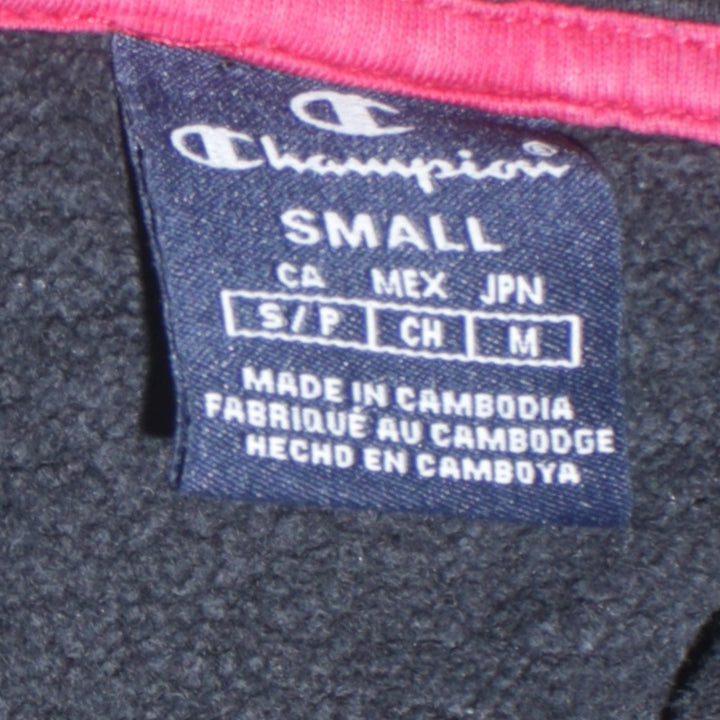 Champion®
SMALL
CA MEX JPN
S/P CH M
MADE IN CAMBODIA
FABRIQUÉ AU CAMBODGE
HECHO EN CAMBOYA